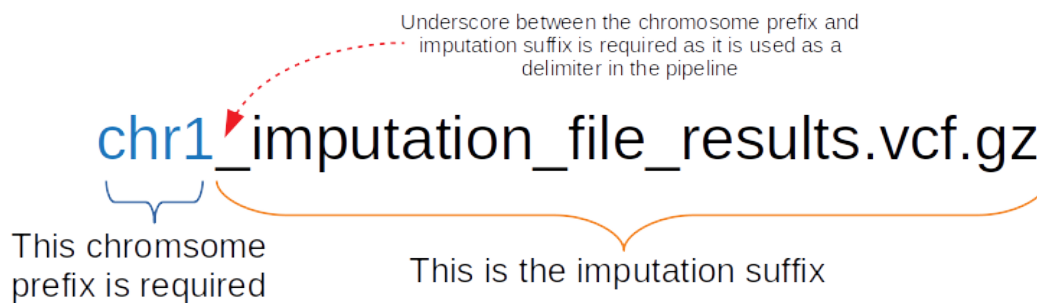 Underscore between the chromosome prefix and
imputation suffix is required as it is used as a
delimiter in the pipeline
chr1_imputation_file_results.vcf.gz
This chromsome
prefix is required
This is the imputation suffix